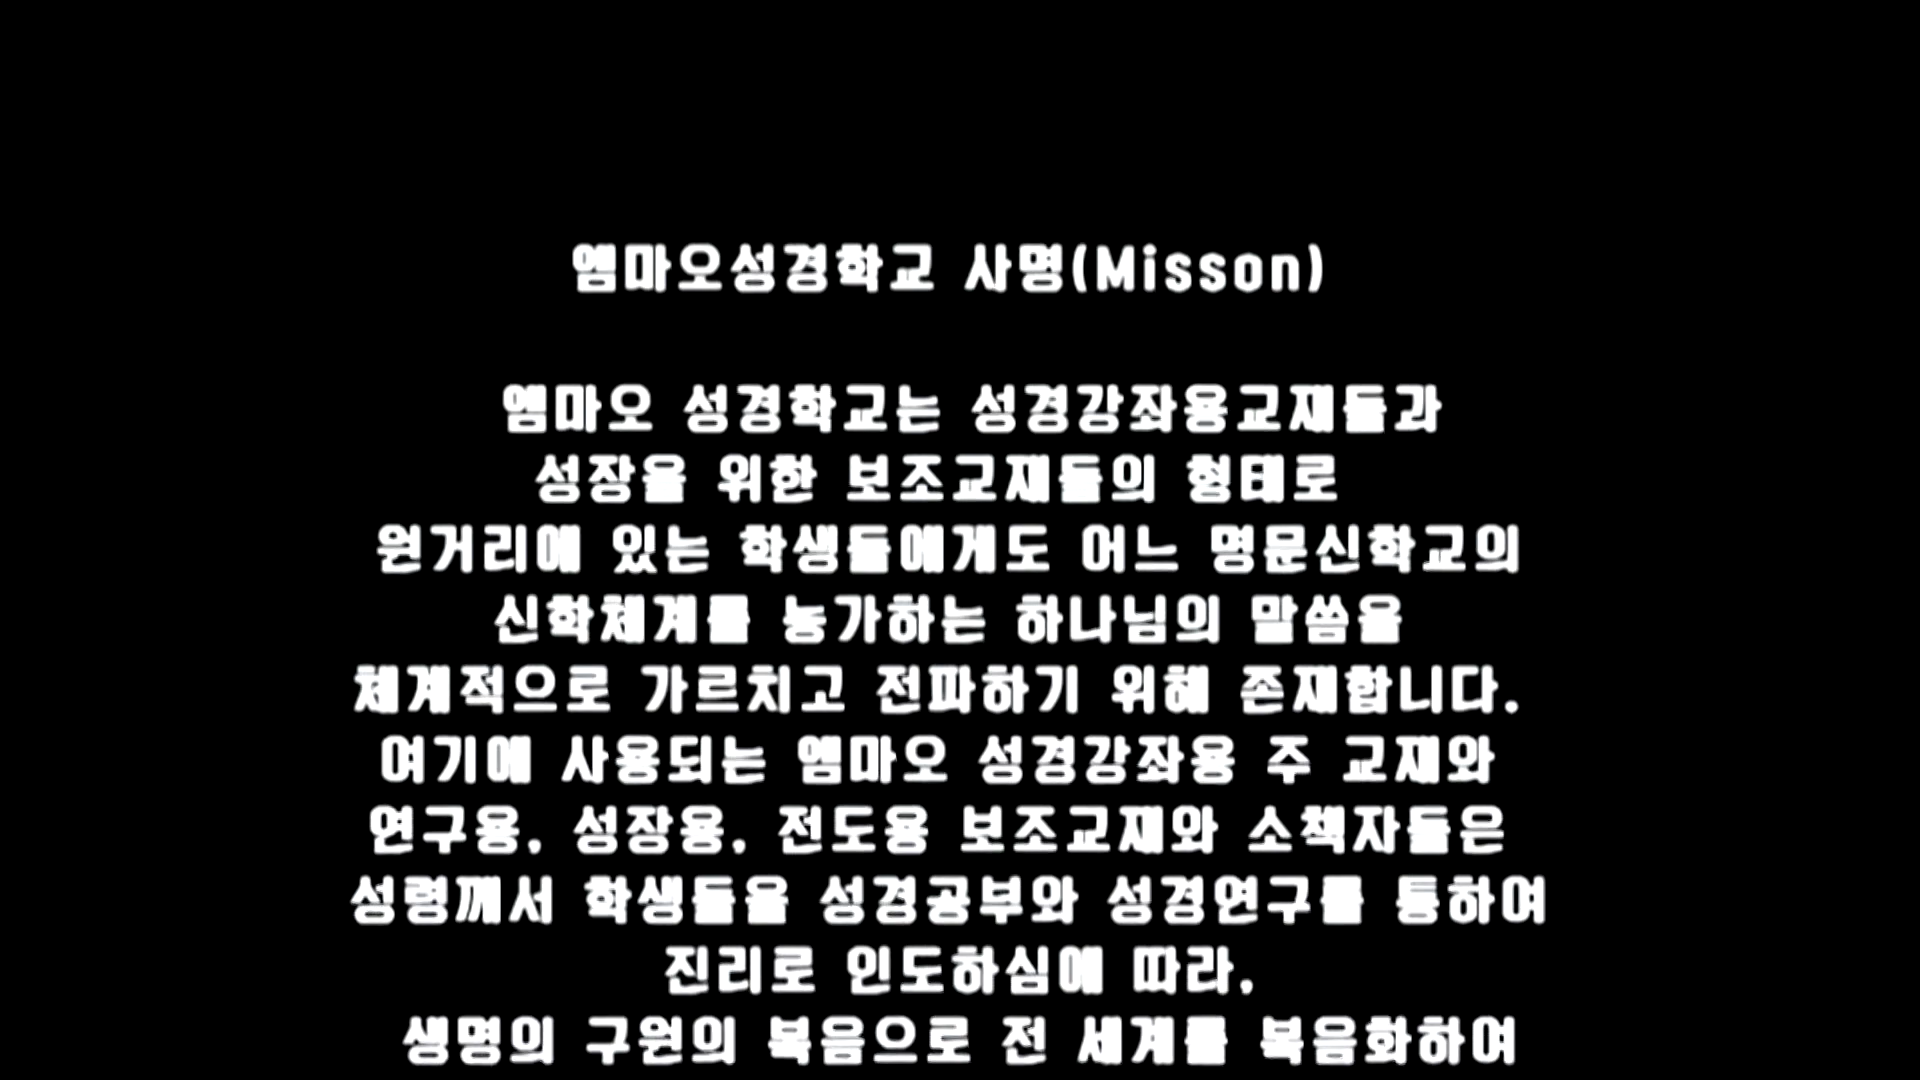 엠마오성경학교 사명(Misson)
엠마오 성경학교는 성경강좌용교재들과
성장을 위한 보조교재들의 형태로
원거리에 있는 학생들에게도 어느 명문신학교의
신학체계를 능가하는 하나님의 말씀을
체계적으로 가르치고 전파하기 위해 존재합니다.
여기에 사용되는 엠마오 성경강좌용 주 교재와
연구용, 성장용, 전도용 보조교재와 소책자들은
성령께서 학생들을 성경공부와 성경연구를 통하여
진리로 인도하심에 따라,
생명의 구원의 복음으로 전 세계를 복음화하여